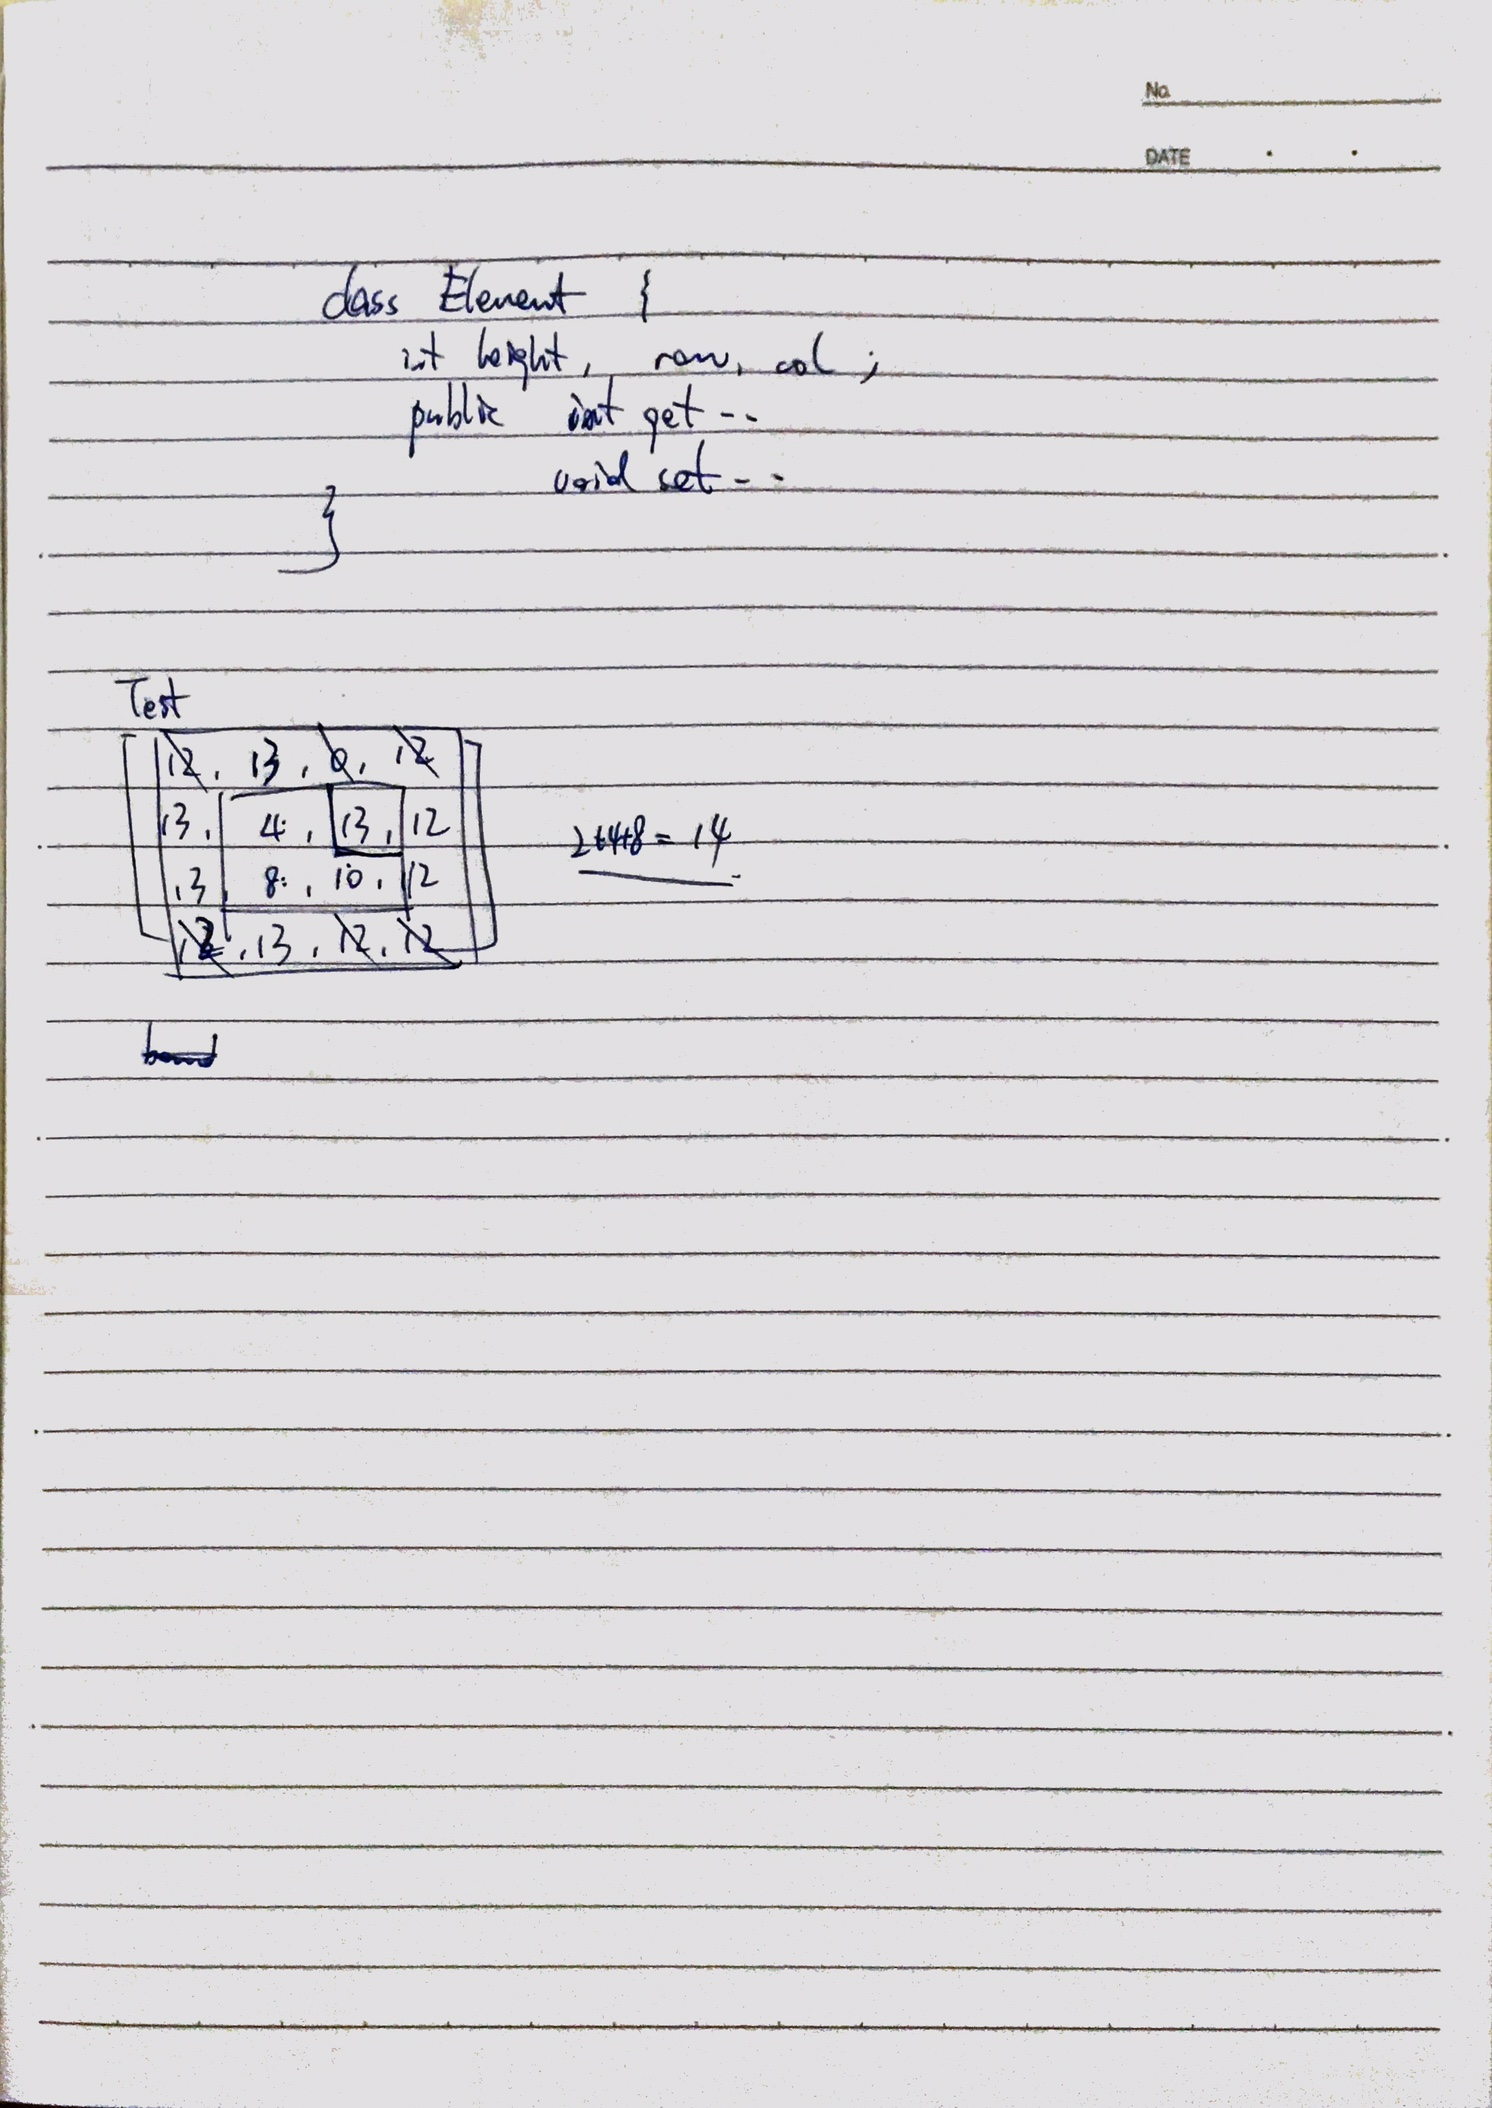 No.
DATE
class Element {
int height, row, col;
public int get --
void set --
}
Test
12, 13, 0, 12
13, 4, 13, 12
13, 8, 10, 12
12, 13, 12, 12
2+4+8 = 14